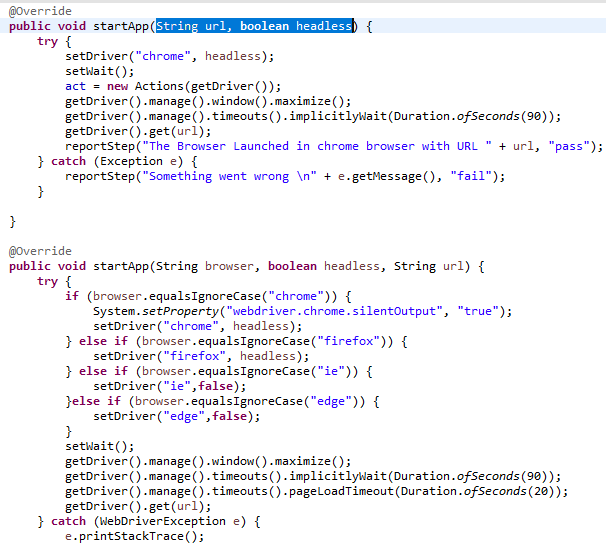 @Override
public void startApp(String url, boolean headless) {
try {
setDriver("chrome", headless);
setWait();
act = new Actions(getDriver());
getDriver().manage().window().maximize();
getDriver().manage().timeouts().implicitlyWait(Duration.ofSeconds(90));
getDriver().get(url);
reportStep("The Browser Launched in chrome browser with URL " + url, "pass");
} catch (Exception e) {
reportStep("Something went wrong \n" + e.getMessage(), "fail");
}
}
@Override
public void startApp(String browser, boolean headless, String url) {
try {
if (browser.equalsIgnoreCase("chrome")) {
System.setProperty("webdriver.chrome.silentOutput", "true");
setDriver("chrome", headless);
} else if (browser.equalsIgnoreCase("firefox")) {
setDriver("firefox", headless);
} else if (browser.equalsIgnoreCase("ie")) {
setDriver("ie",false);
}else if (browser.equalsIgnoreCase("edge")) {
setDriver("edge",false);
}
setWait();
getDriver().manage().window().maximize();
getDriver().manage().timeouts().implicitlyWait(Duration.ofSeconds(90));
getDriver().manage().timeouts().pageLoadTimeout(Duration.ofSeconds(20));
getDriver().get(url);
} catch (WebDriverException e) {
e.printStackTrace();